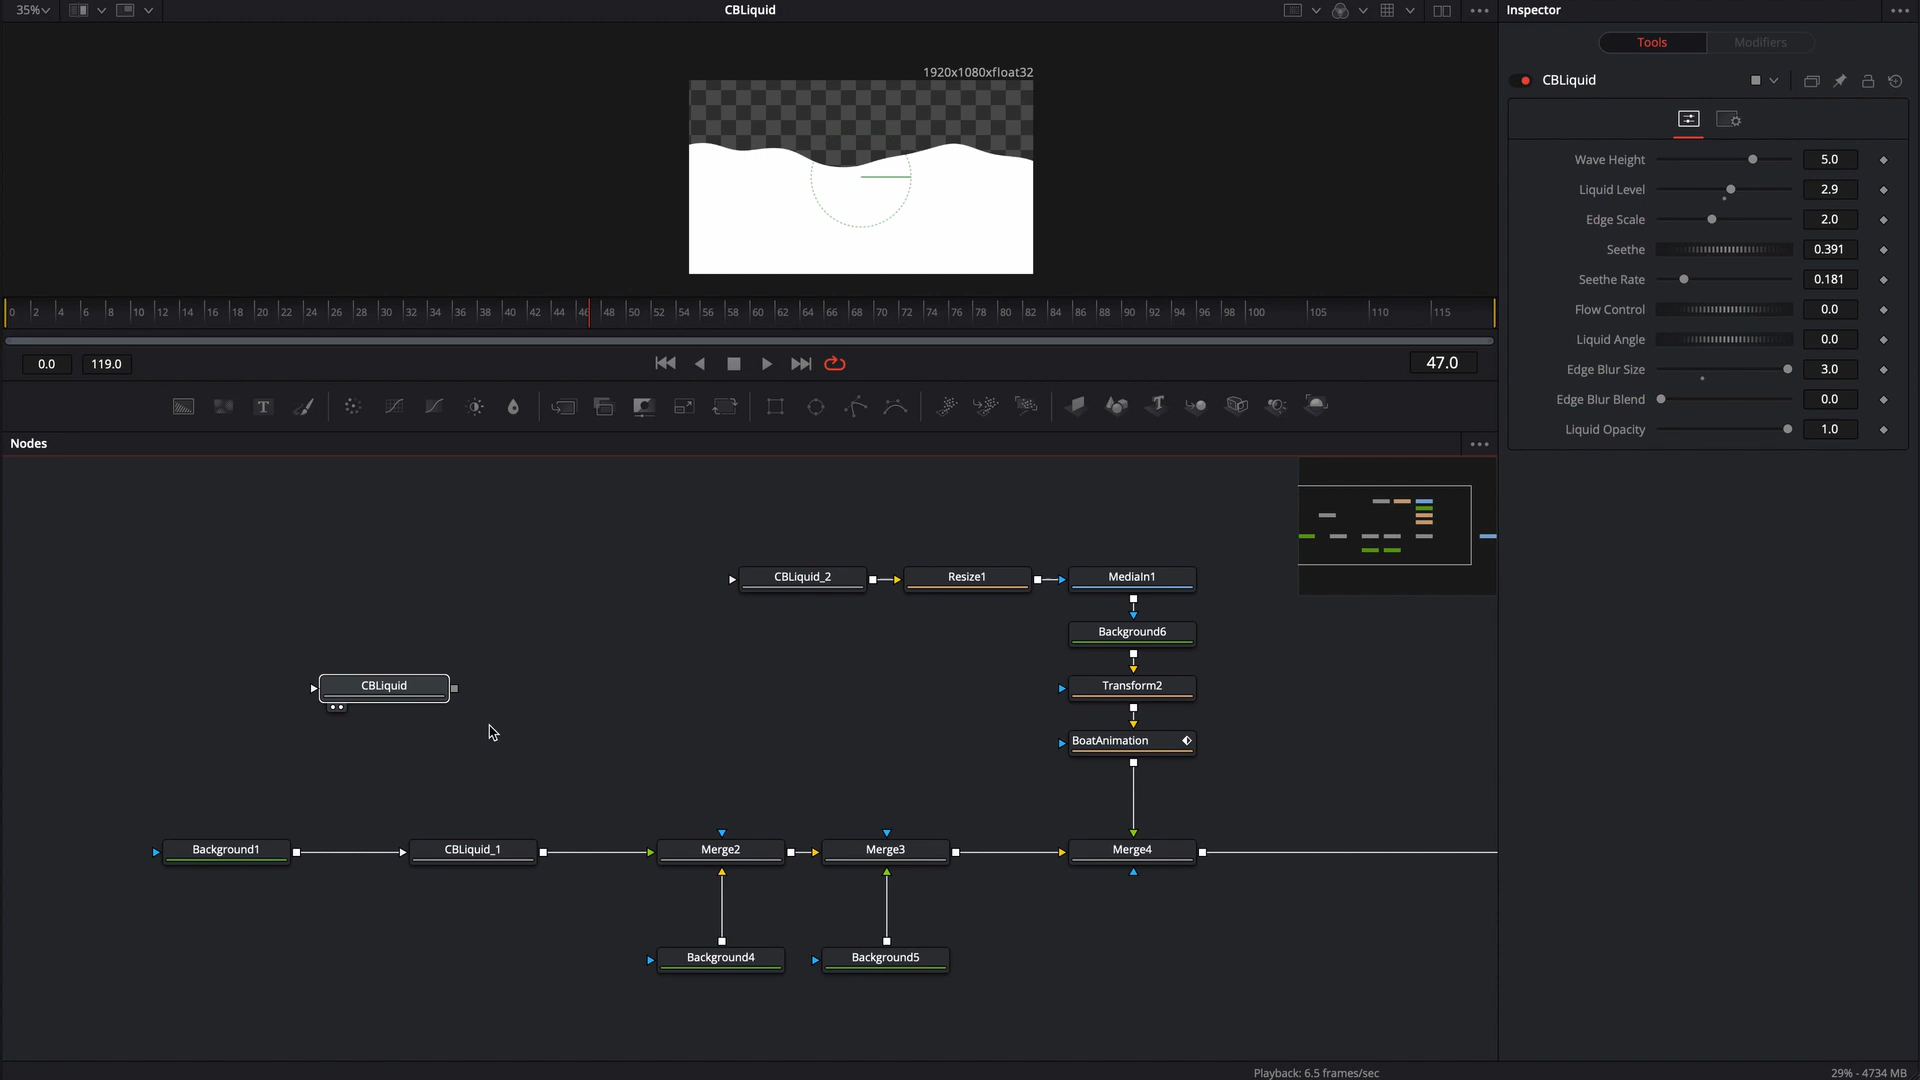 35%
CBLiquid
Inspector
Tools
Modifiers
1920x1080xfloat32
CBLiquid
Wave Height 5.0
Liquid Level 2.9
Edge Scale 2.0
Seethe 0.391
Seethe Rate 0.181
Flow Control 0.0
Liquid Angle 0.0
Edge Blur Size 3.0
Edge Blur Blend 0.0
Liquid Opacity 1.0
0 2 4 6 8 10 12 14 16 18 20 22 24 26 28 30 32 34 36 38 40 42 44 46 48 50 52 54 56 58 60 62 64 66 68 70 72 74 76 78 80 82 84 86 88 90 92 94 96 98 100 105 110 115
0.0 119.0 47.0
T T
Nodes
CBLiquid_2 Resize1 MediaIn1
Background6
CBLiquid Transform2
BoatAnimation
Background1 CBLiquid_1 Merge2 Merge3 Merge4
Background4 Background5
Playback: 6.5 frames/sec
29% - 4734 MB